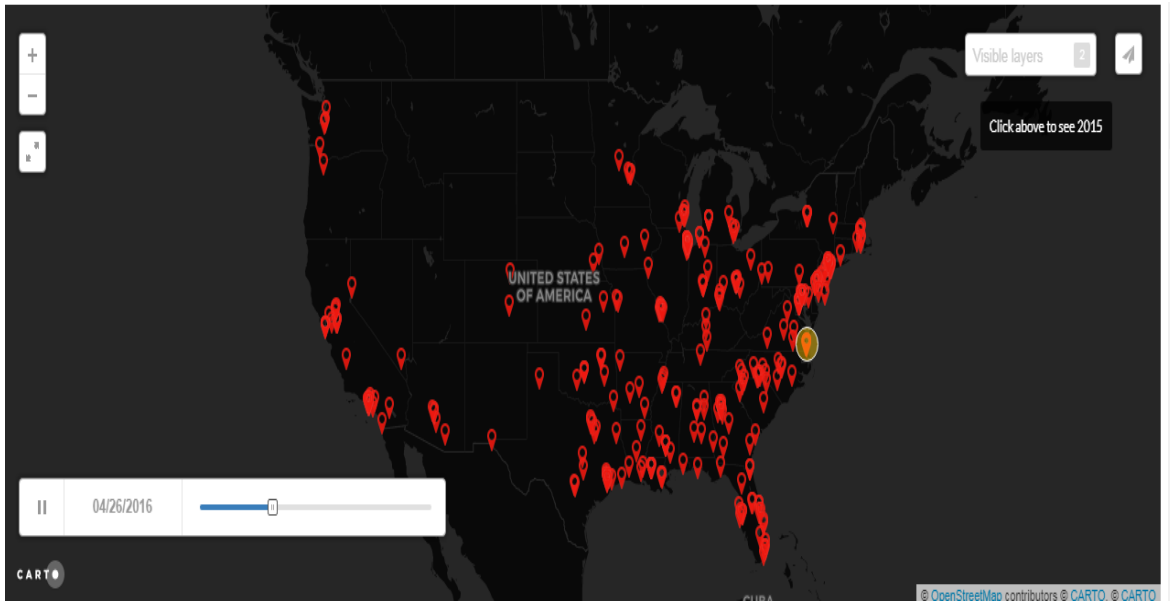 +
Visible layers 2
−
Click above to see 2015
UNITED STATES
OF AMERICA
04/26/2016
CARTO
CUBA
© OpenStreetMap contributors © CARTO, © CARTO